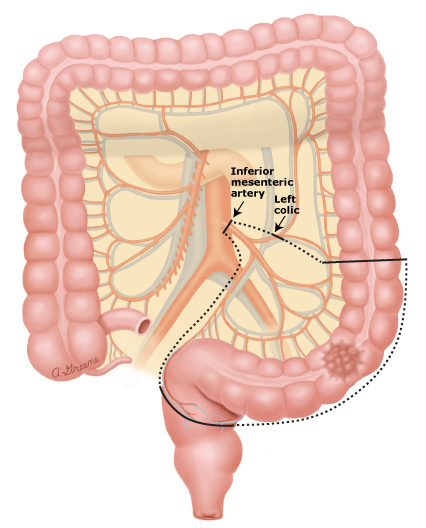 Inferior
mesenteric
artery
Left
colic
A. Greene